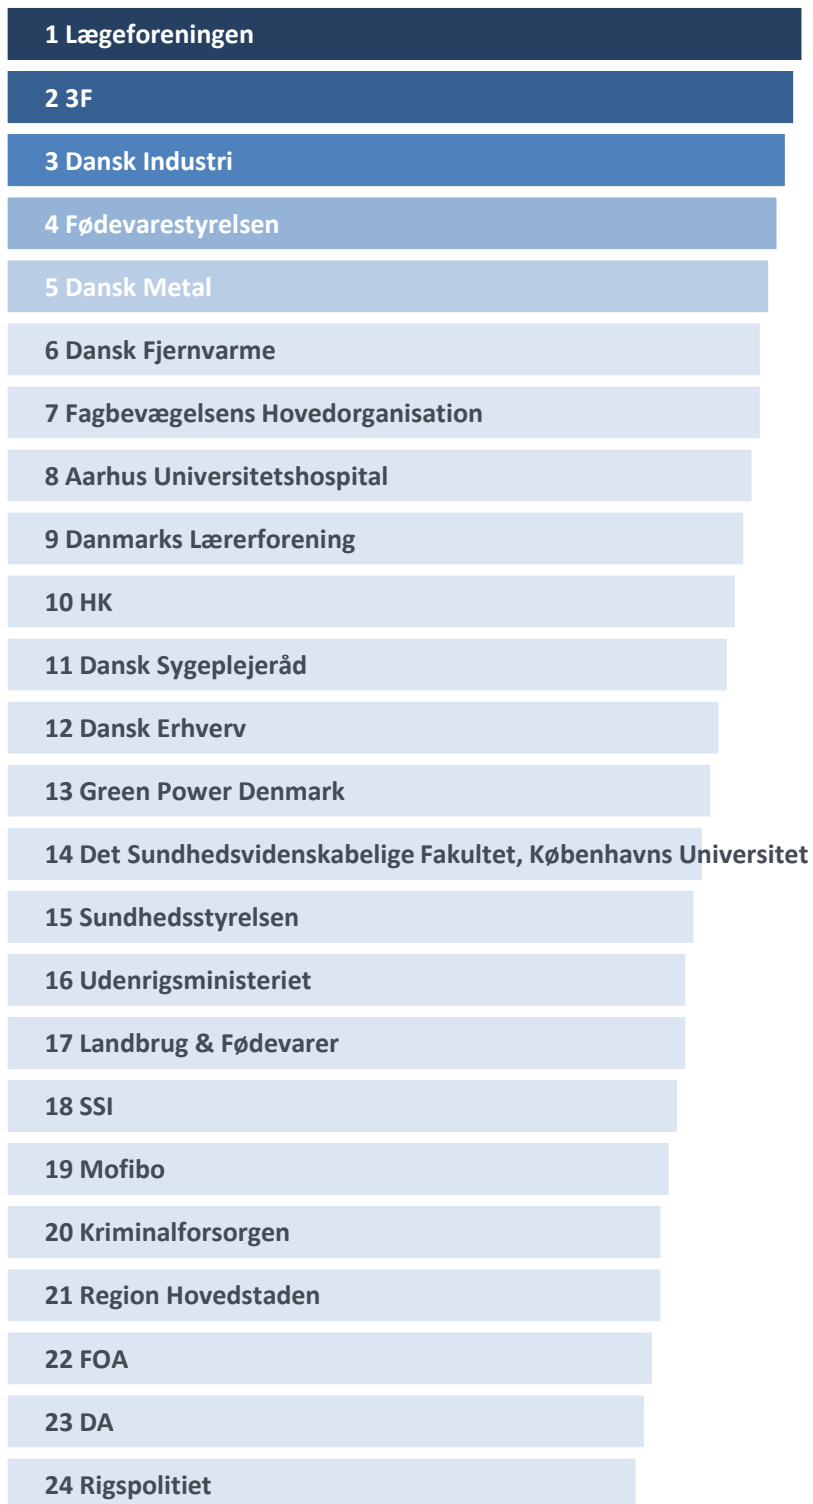 1 Lægeforeningen
2 3F
3 Dansk Industri
4 Fødevarestyrelsen
5 Dansk Metal
6 Dansk Fjernvarme
7 Fagbevægelsens Hovedorganisation
8 Aarhus Universitetshospital
9 Danmarks Lærerforening
10 HK
11 Dansk Sygeplejeråd
12 Dansk Erhverv
13 Green Power Denmark
14 Det Sundhedsvidenskabelige Fakultet, Københavns Universitet
15 Sundhedsstyrelsen
16 Udenrigsministeriet
17 Landbrug & Fødevarer
18 SSI
19 Mofibo
20 Kriminalforsorgen
21 Region Hovedstaden
22 FOA
23 DA
24 Rigspolitiet